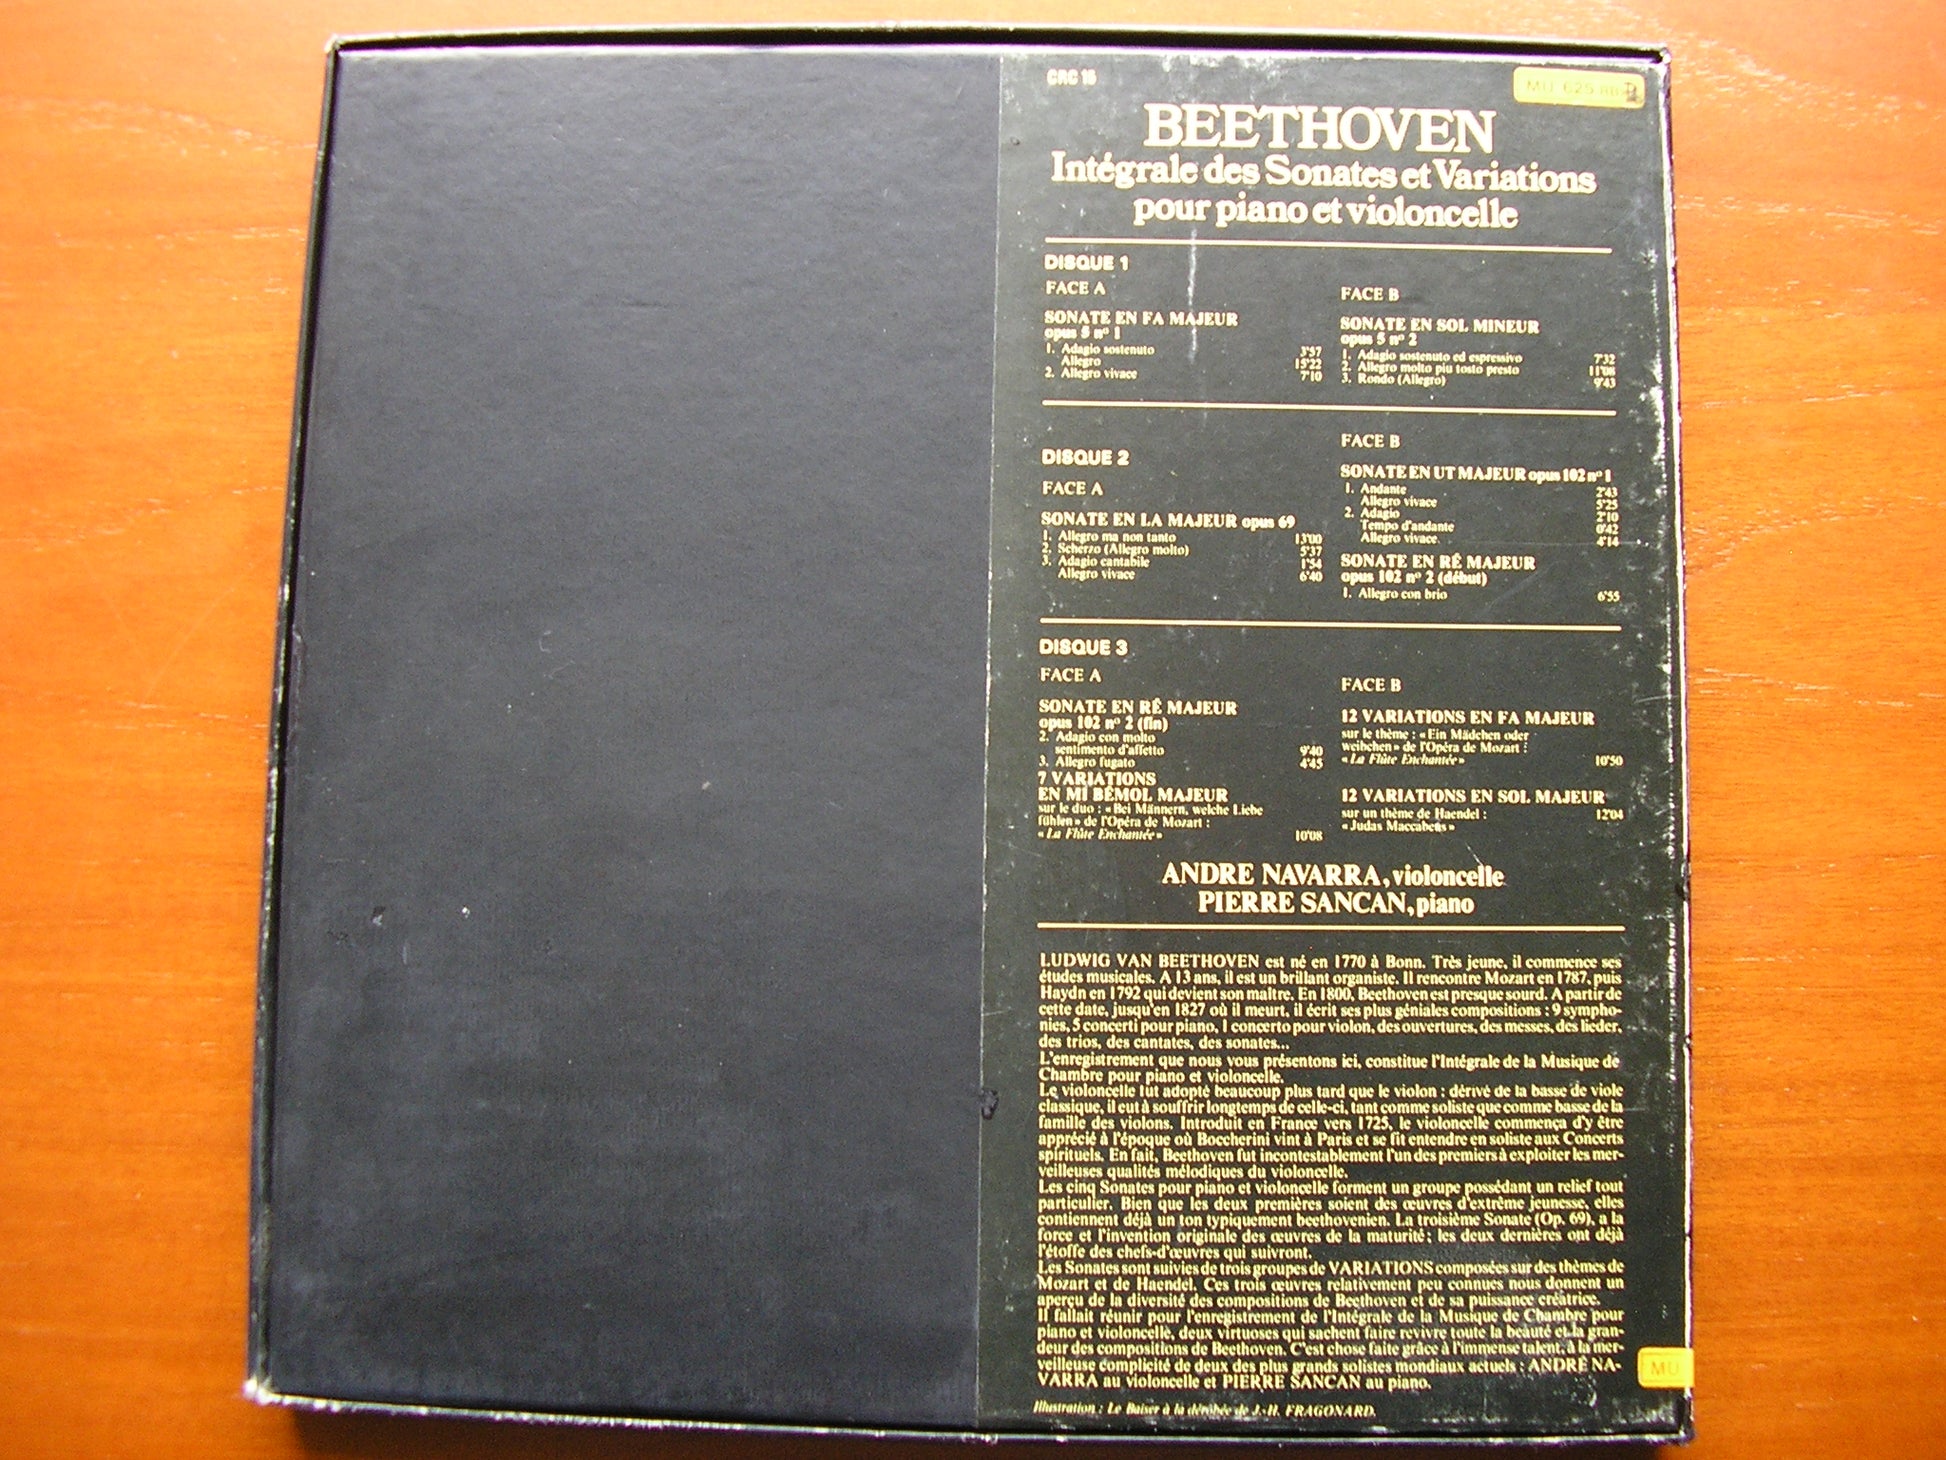 CRC 16
MU 625 BB
BEETHOVEN
Intégrale des Sonates et Variations
pour piano et violoncelle
DISQUE 1
FACE A
SONATE EN FA MAJEUR
opus 5 nº 1
1. Adagio sostenuto 3'57
Allegro 15'22
2. Allegro vivace 7'10
FACE B
SONATE EN SOL MINEUR
opus 5 nº 2
1. Adagio sostenuto ed espressivo 7'32
2. Allegro molto piu tosto presto 11'08
3. Rondo (Allegro) 9'43
DISQUE 2
FACE A
SONATE EN LA MAJEUR opus 69
1. Allegro ma non tanto 13'00
2. Scherzo (Allegro molto) 5'37
3. Adagio cantabile 1'54
Allegro vivace 6'40
FACE B
SONATE EN UT MAJEUR opus 102 nº 1
1. Andante 2'43
Allegro vivace 5'25
2. Adagio 2'10
Tempo d'andante 0'42
Allegro vivace 4'14
SONATE EN RÉ MAJEUR
opus 102 nº 2 (début)
1. Allegro con brio 6'55
DISQUE 3
FACE A
SONATE EN RÉ MAJEUR
opus 102 nº 2 (fin)
2. Adagio con molto
sentimento d'affetto 9'40
3. Allegro fugato 4'45
7 VARIATIONS
EN MI BÉMOL MAJEUR
sur le duo : «Bei Männern, welche Liebe
fühlen» de l'Opéra de Mozart :
«La Flûte Enchantée» 10'08
FACE B
12 VARIATIONS EN FA MAJEUR
sur le thème : «Ein Mädchen oder
weibchen» de l'Opéra de Mozart :
«La Flûte Enchantée» 10'50
12 VARIATIONS EN SOL MAJEUR
sur un thème de Haendel : 12'04
«Judas Maccabeus»
ANDRE NAVARRA, violoncelle
PIERRE SANCAN, piano
LUDWIG VAN BEETHOVEN est né en 1770 à Bonn. Très jeune, il commence ses
études musicales. A 13 ans, il est un brillant organiste. Il rencontre Mozart en 1787, puis
Haydn en 1792 qui devient son maître. En 1800, Beethoven est presque sourd. A partir de
cette date, jusqu'en 1827 où il meurt, il écrit ses plus géniales compositions : 9 sympho-
nies, 5 concerti pour piano, 1 concerto pour violon, des ouvertures, des messes, des lieder,
des trios, des cantates, des sonates...
L'enregistrement que nous vous présentons ici, constitue l'Intégrale de la Musique de
Chambre pour piano et violoncelle.
Le violoncelle fut adopté beaucoup plus tard que le violon : dérivé de la basse de viole
classique, il eut à souffrir longtemps de celle-ci, tant comme soliste que comme basse de la
famille des violons. Introduit en France vers 1725, le violoncelle commença d'y être
apprécié à l'époque où Boccherini vint à Paris et se fit entendre en soliste aux Concerts
spirituels. En fait, Beethoven fut incontestablement l'un des premiers à exploiter les mer-
veilleuses qualités mélodiques du violoncelle.
Les cinq Sonates pour piano et violoncelle forment un groupe possédant un relief tout
particulier. Bien que les deux premières soient des œuvres d'extrême jeunesse, elles
contiennent déjà un ton typiquement beethovenien. La troisième Sonate (Op. 69), a la
force et l'invention originale des œuvres de la maturité; les deux dernières ont déjà
l'étoffe des chefs-d'œuvres qui suivront.
Les Sonates sont suivies de trois groupes de VARIATIONS composées sur des thèmes de
Mozart et de Haendel. Ces trois œuvres relativement peu connues nous donnent un
aperçu de la diversité des compositions de Beethoven et de sa puissance créatrice.
Il fallait réunir pour l'enregistrement de l'Intégrale de la Musique de Chambre pour
piano et violoncelle, deux virtuoses qui sachent faire revivre toute la beauté et la gran-
deur des compositions de Beethoven. C'est chose faite grâce à l'immense talent, à la mer-
veilleuse complicité de deux des plus grands solistes mondiaux actuels : ANDRÉ NA-
VARRA au violoncelle et PIERRE SANCAN au piano.
Illustration : Le Baiser à la dérobée de J.-H. FRAGONARD.
MU